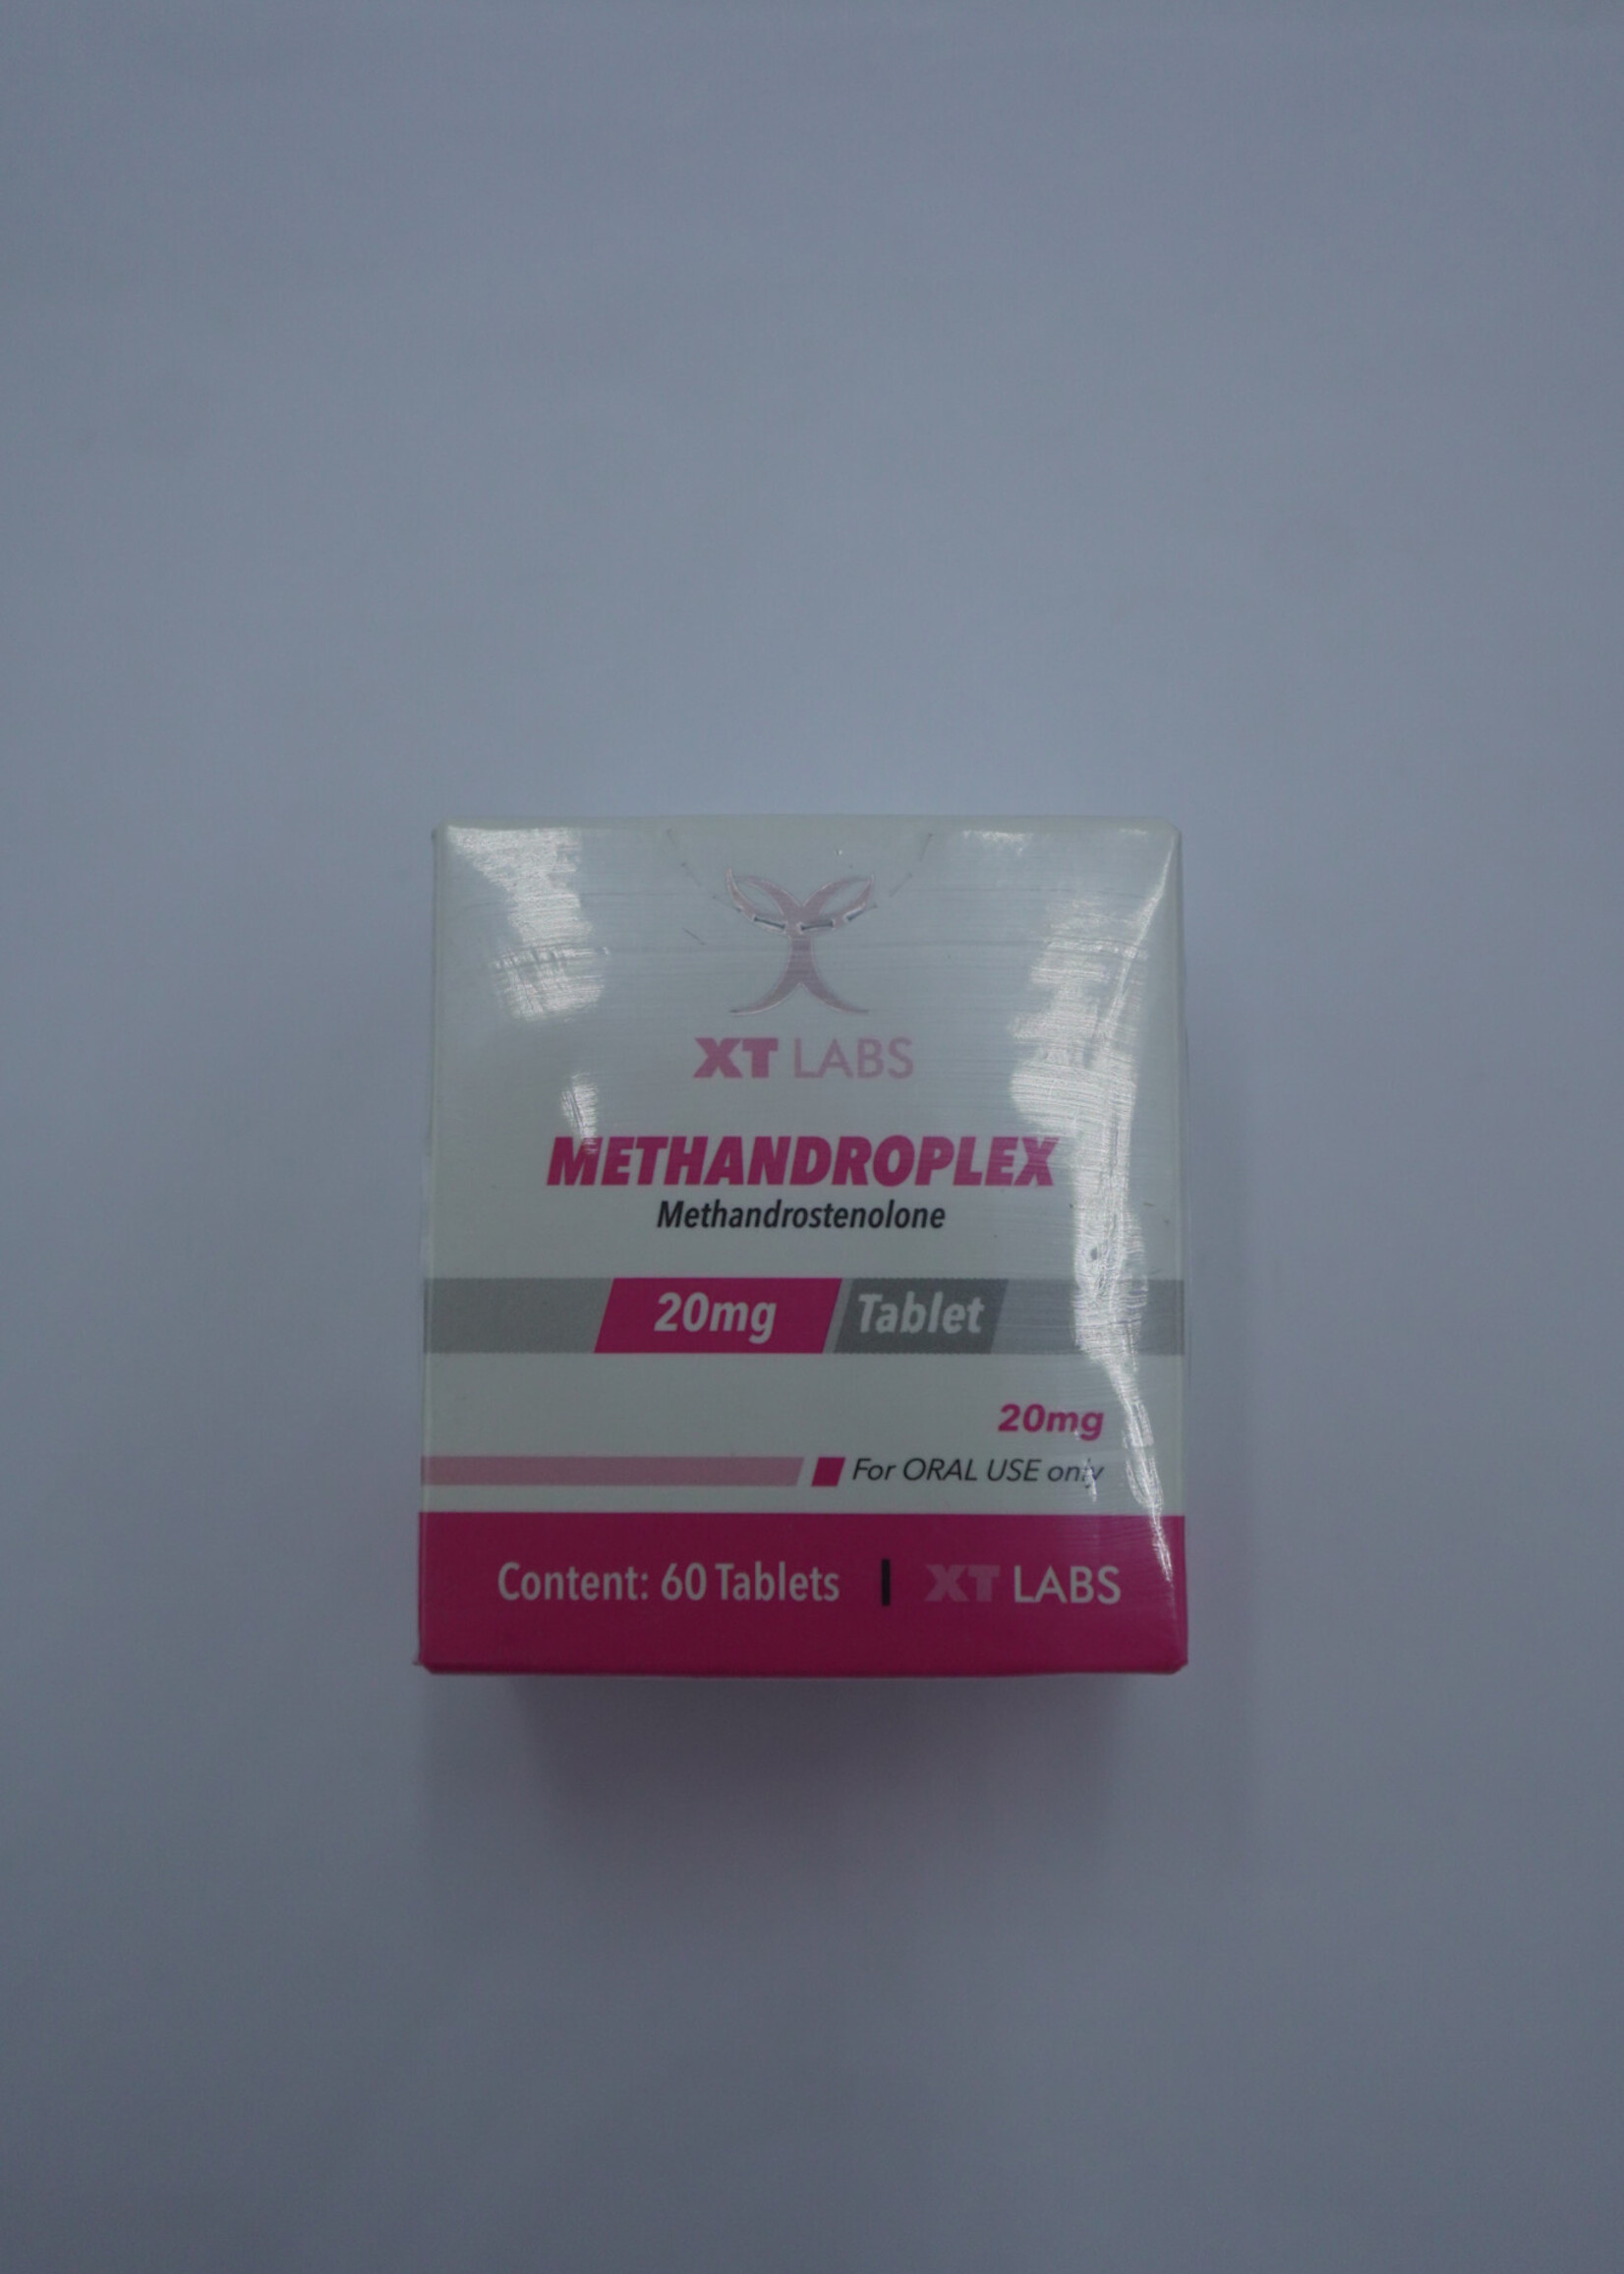 XT LABS
METHANDROPLEX
Methandrostenolone
20mg Tablet
20mg
For ORAL USE only
Content: 60 Tablets | XT LABS